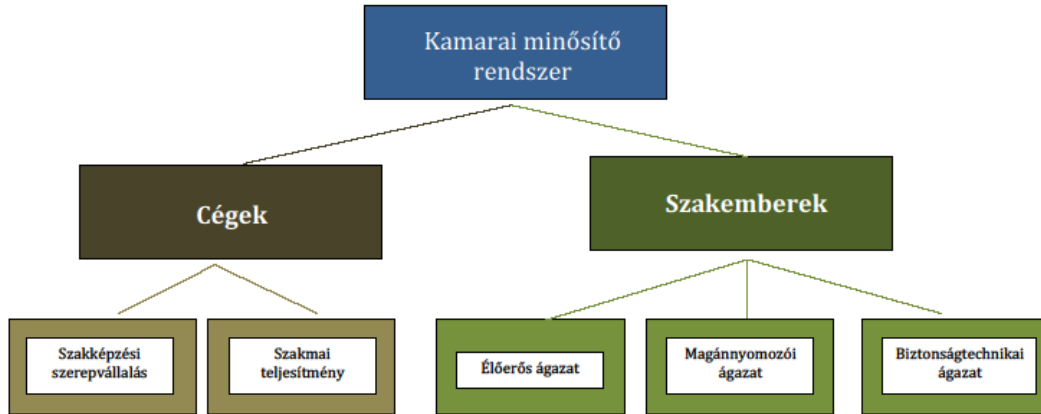 Kamarai minősítő
rendszer
Cégek
Szakemberek
Szakképzési
szerepvállalás
Szakmai
teljesítmény
Élőerős ágazat
Magánnyomozói
ágazat
Biztonságtechnikai
ágazat